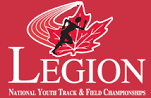 LEGION
NATIONAL YOUTH TRACK & FIELD CHAMPIONSHIPS